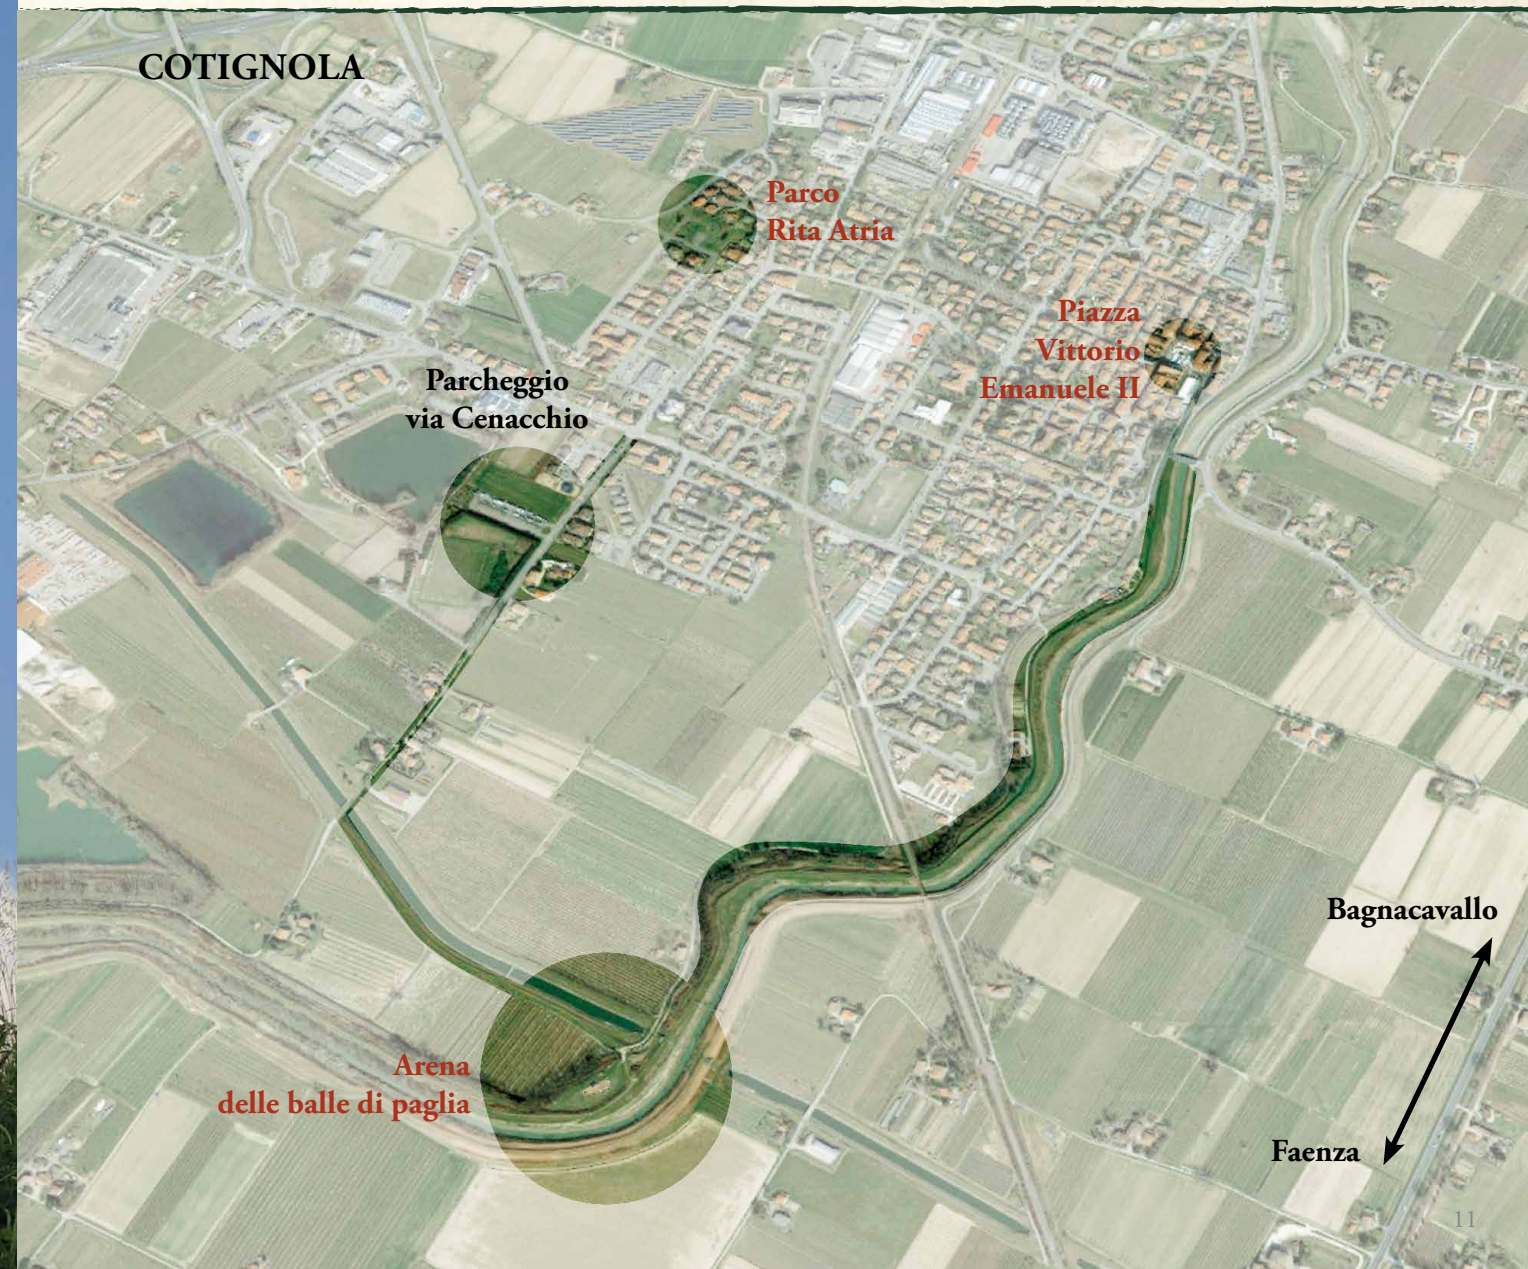 COTIGNOLA
Parco
Rita Atria
Piazza
Vittorio
Emanuele II
Parcheggio
via Cenacchio
Bagnacavallo
Arena
delle balle di paglia
Faenza
11